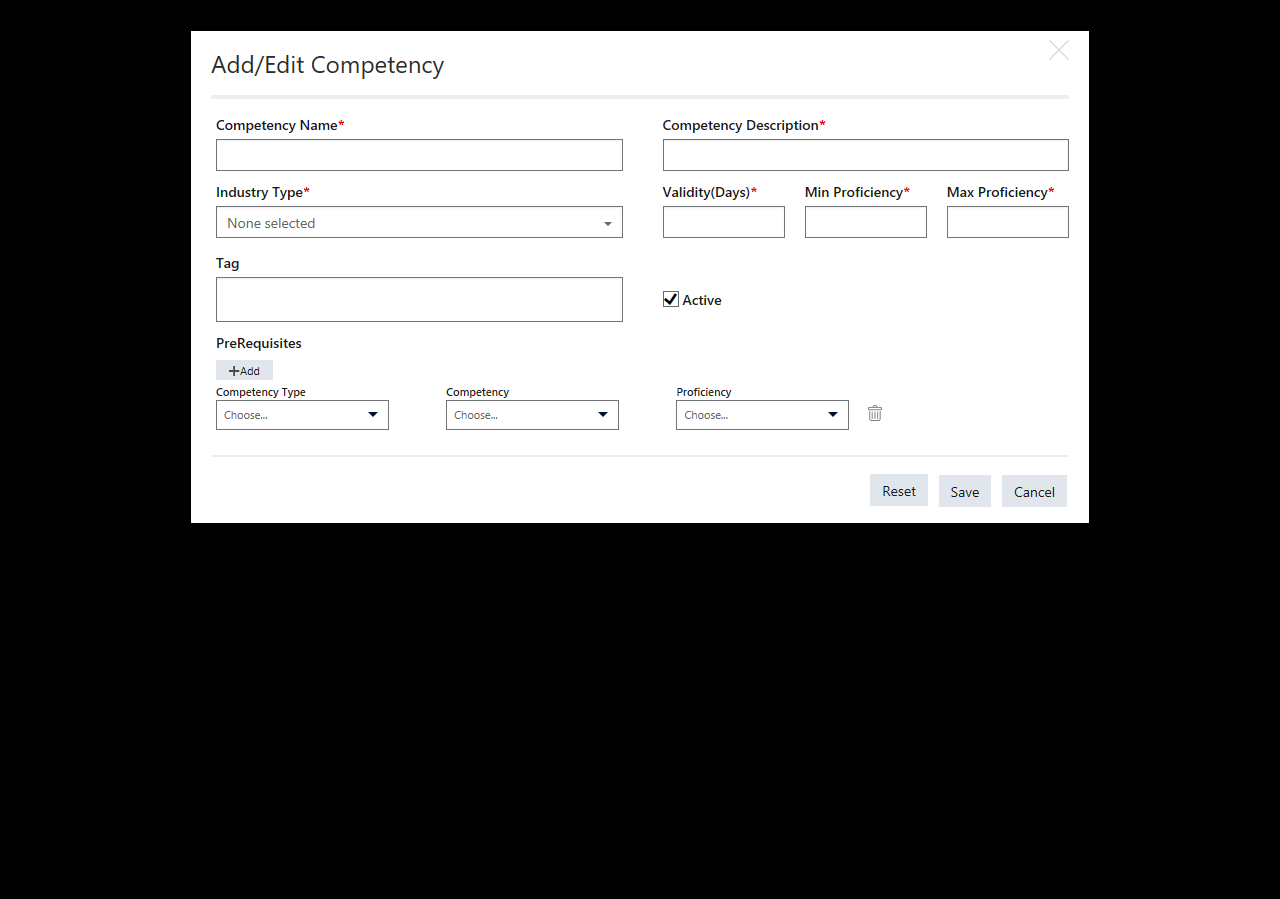 Add/Edit Competency
Competency Name* Competency Description*
Industry Type* Validity(Days)* Min Proficiency* Max Proficiency*
None selected
Tag
Active
PreRequisites
Add
Competency Type Competency Proficiency
Choose... Choose... Choose...
Reset Save Cancel